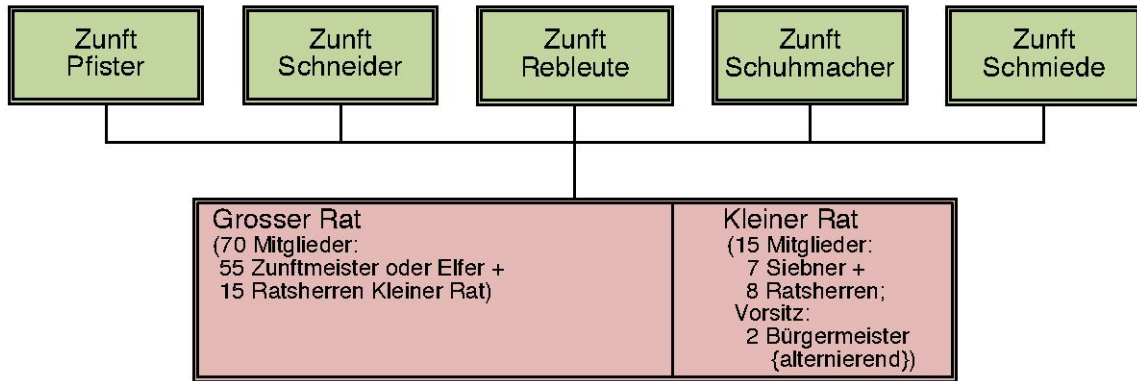 Zunft
Pfister
Zunft
Schneider
Zunft
Rebleute
Zunft
Schuhmacher
Zunft
Schmiede
Grosser Rat
(70 Mitglieder:
55 Zunftmeister oder Elfer +
15 Ratsherren Kleiner Rat)
Kleiner Rat
(15 Mitglieder:
7 Siebner +
8 Ratsherren;
Vorsitz:
2 Bürgermeister
{alternierend})